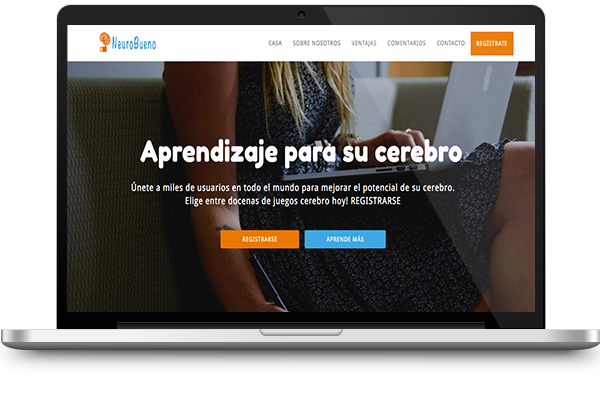 NeuroBueno
CASA SOBRE NOSOTROS VENTAJAS COMENTARIOS CONTACTO REGÍSTRATE
Aprendizaje para su cerebro
Únete a miles de usuarios en todo el mundo para mejorar el potencial de su cerebro.
Elige entre docenas de juegos cerebro hoy! REGISTRARSE
REGISTRARSE APRENDE MÁS